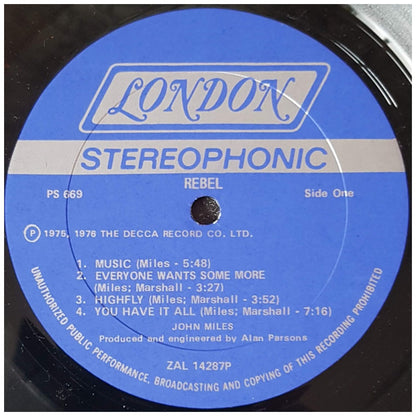 LONDON
STEREOPHONIC
REBEL
PS 669
Side One
℗ 1975, 1976 THE DECCA RECORD CO. LTD.
1. MUSIC (Miles - 5:48)
2. EVERYONE WANTS SOME MORE
(Miles; Marshall - 3:27)
3. HIGHFLY (Miles; Marshall - 3:52)
4. YOU HAVE IT ALL (Miles; Marshall - 7:16)
JOHN MILES
Produced and engineered by Alan Parsons
ZAL 14287P
UNAUTHORIZED PUBLIC PERFORMANCE, BROADCASTING AND COPYING OF THIS RECORDING PROHIBITED